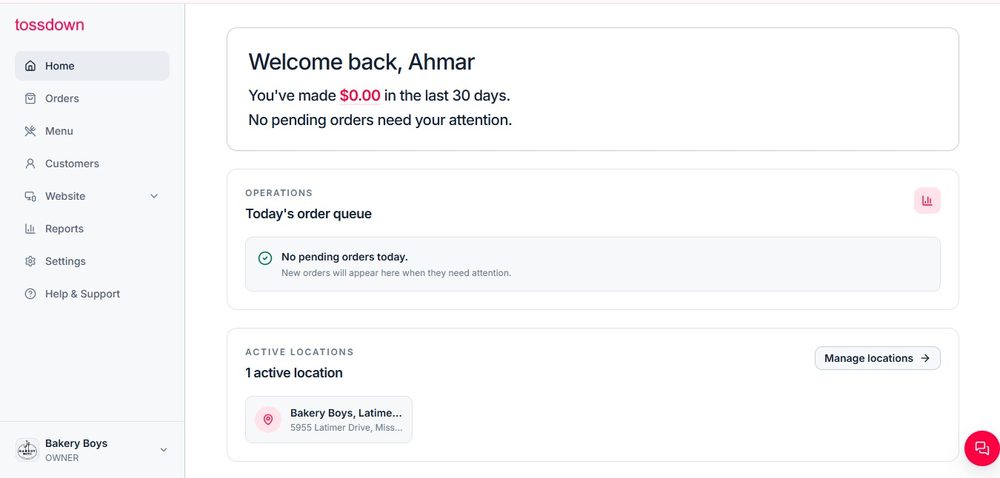 tossdown
Home
Orders
Menu
Customers
Website
Reports
Settings
Help & Support
Bakery Boys
OWNER
Welcome back, Ahmar
You've made $0.00 in the last 30 days.
No pending orders need your attention.
OPERATIONS
Today's order queue
No pending orders today.
New orders will appear here when they need attention.
ACTIVE LOCATIONS
1 active location
Manage locations
Bakery Boys, Latime...
5955 Latimer Drive, Miss...